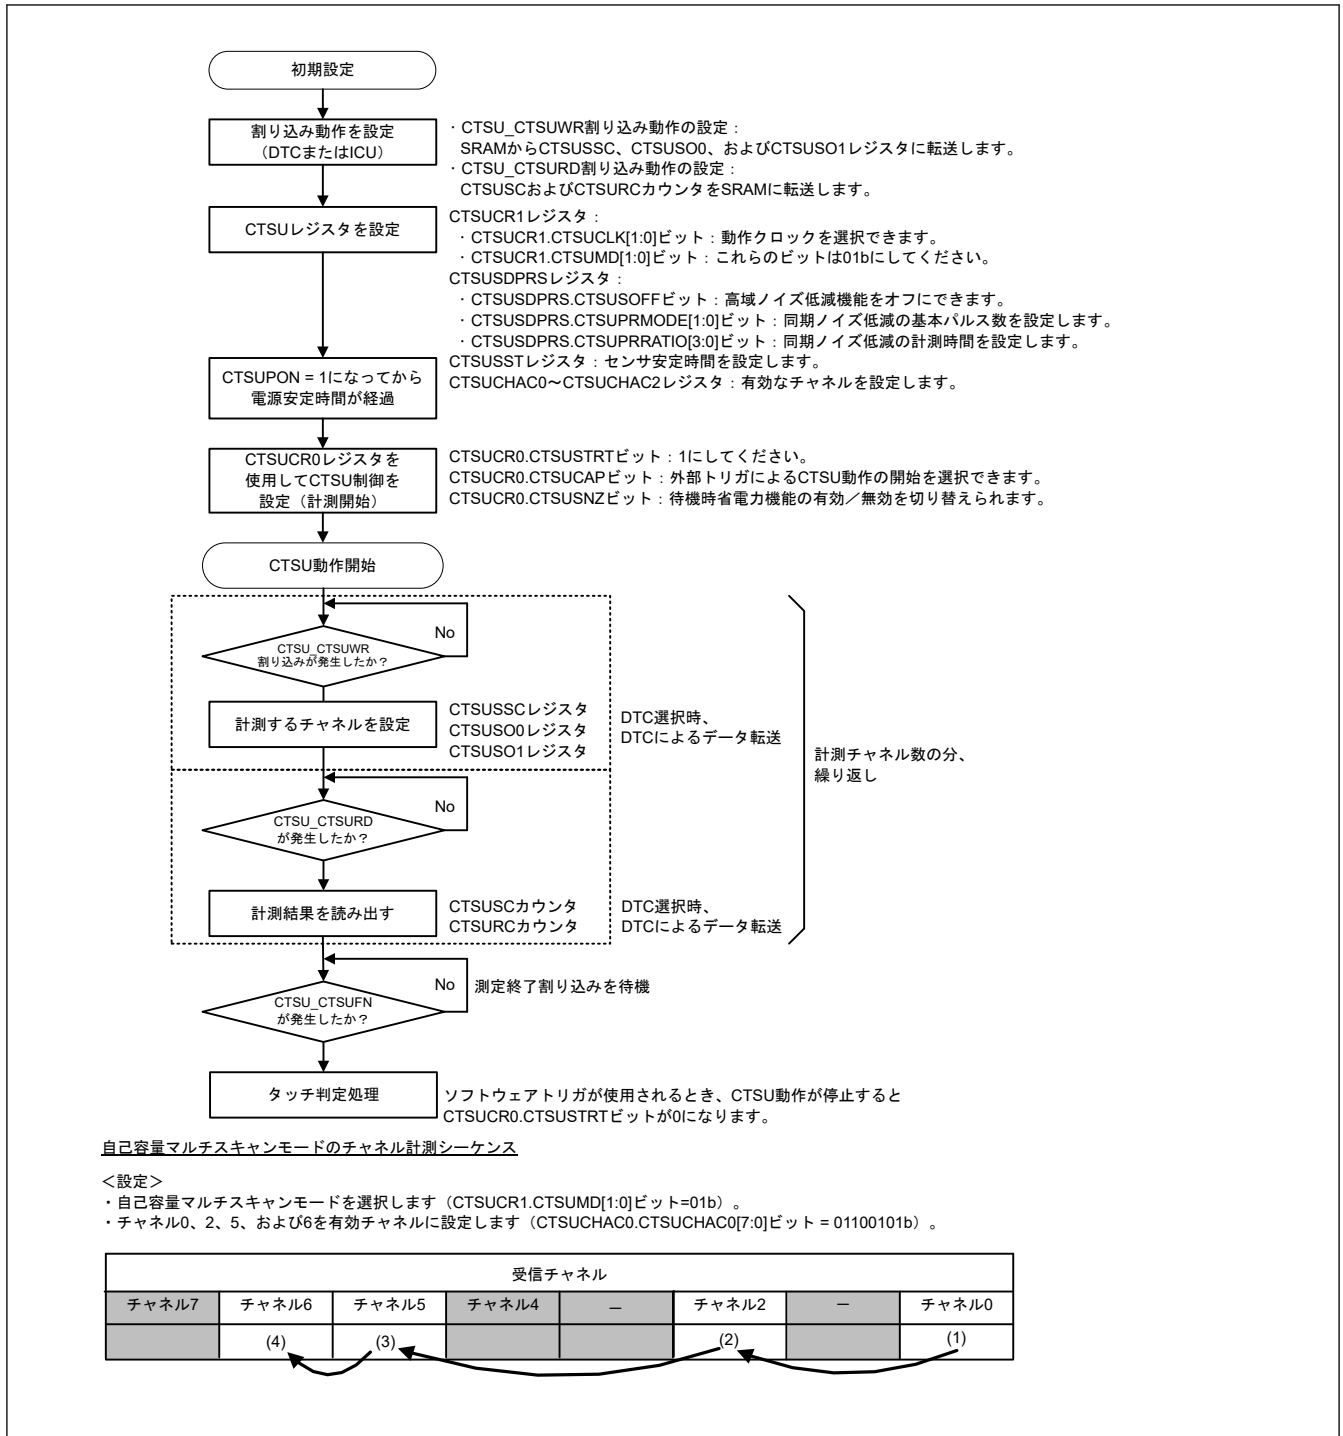 初期設定
割り込み動作を設定
（DTCまたはICU）
・CTSU_CTSUWR割り込み動作の設定：
SRAMからCTSUSSC、CTSUSO0、およびCTSUSO1レジスタに転送します。
・CTSU_CTSURD割り込み動作の設定：
CTSUSCおよびCTSURCカウンタをSRAMに転送します。
CTSUレジスタを設定
CTSUCR1レジスタ：
・CTSUCR1.CTSUCLK[1:0]ビット：動作クロックを選択できます。
・CTSUCR1.CTSUMD[1:0]ビット：これらのビットは01bにしてください。
CTSUSDPRSレジスタ：
・CTSUSDPRS.CTSUSOFFビット：高域ノイズ低減機能をオフにできます。
・CTSUSDPRS.CTSUPRMODE[1:0]ビット：同期ノイズ低減の基本パルス数を設定します。
・CTSUSDPRS.CTSUPRRATIO[3:0]ビット：同期ノイズ低減の計測時間を設定します。
CTSUSSTレジスタ：センサ安定時間を設定します。
CTSUCHAC0～CTSUCHAC2レジスタ：有効なチャネルを設定します。
CTSUPON = 1になってから
電源安定時間が経過
CTSUCR0レジスタを
使用してCTSU制御を
設定（計測開始）
CTSUCR0.CTSUSTRTビット：1にしてください。
CTSUCR0.CTSUCAPビット：外部トリガによるCTSU動作の開始を選択できます。
CTSUCR0.CTSUSNZビット：待機時省電力機能の有効／無効を切り替えられます。
CTSU動作開始
No
CTSU_CTSUWR
割り込みが発生したか？
計測するチャネルを設定
CTSUSSCレジスタ
CTSUSO0レジスタ
CTSUSO1レジスタ
DTC選択時、
DTCによるデータ転送
計測チャネル数の分、
繰り返し
No
CTSU_CTSURD
が発生したか？
計測結果を読み出す
CTSUSCカウンタ
CTSURCカウンタ
DTC選択時、
DTCによるデータ転送
No
測定終了割り込みを待機
CTSU_CTSUFN
が発生したか？
タッチ判定処理
ソフトウェアトリガが使用されるとき、CTSU動作が停止すると
CTSUCR0.CTSUSTRTビットが0になります。
自己容量マルチスキャンモードのチャネル計測シーケンス
＜設定＞
・自己容量マルチスキャンモードを選択します（CTSUCR1.CTSUMD[1:0]ビット=01b）。
・チャネル0、2、5、および6を有効チャネルに設定します（CTSUCHAC0.CTSUCHAC0[7:0]ビット = 01100101b）。
受信チャネル
チャネル7 チャネル6 チャネル5 チャネル4 － チャネル2 － チャネル0
(4) (3) (2) (1)